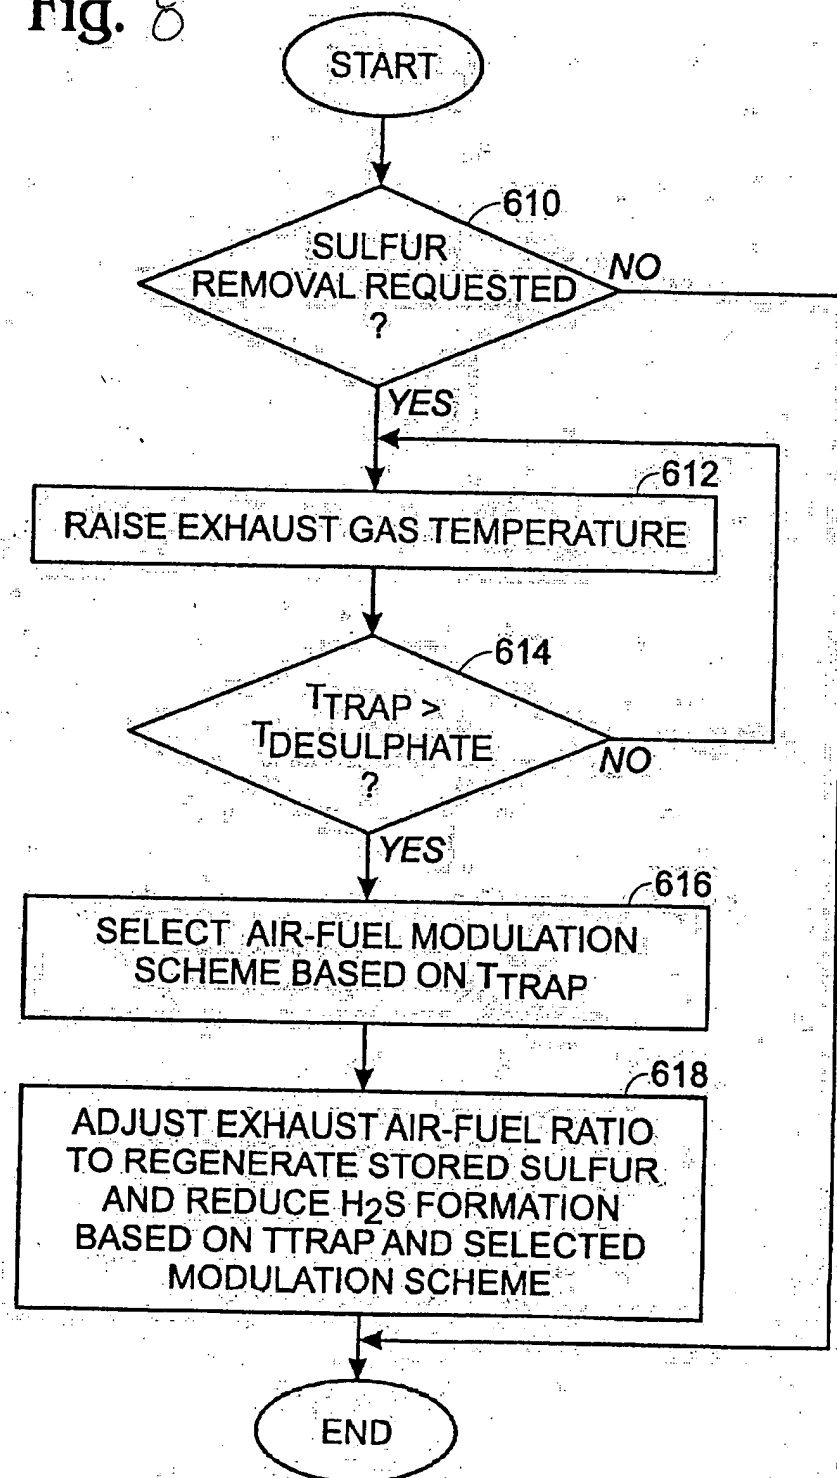 Fig. 8
START
610
SULFUR
REMOVAL REQUESTED
?
NO
YES
612
RAISE EXHAUST GAS TEMPERATURE
614
TTRAP >
TDESULPHATE
?
NO
YES
616
SELECT AIR-FUEL MODULATION
SCHEME BASED ON TTRAP
618
ADJUST EXHAUST AIR-FUEL RATIO
TO REGENERATE STORED SULFUR
AND REDUCE H2S FORMATION
BASED ON TTRAP AND SELECTED
MODULATION SCHEME
END